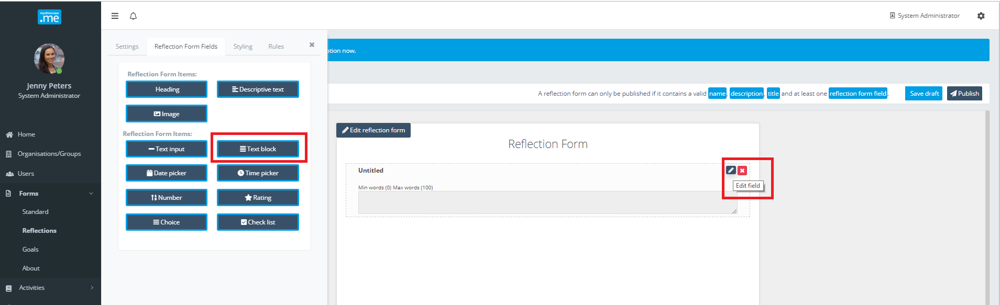 myshowcase
.me
Jenny Peters
System Administrator
Home
Organisations/Groups
Users
Forms
Standard
Reflections
Goals
About
Activities
System Administrator
Settings
Reflection Form Fields
Styling
Rules
Reflection Form Items:
Heading
Descriptive text
Image
Reflection Form Items:
Text input
Text block
Date picker
Time picker
Number
Rating
Choice
Check list
ption now.
A reflection form can only be published if it contains a valid name, description, title and at least one reflection form field.
Save draft
Publish
Edit reflection form
Reflection Form
Untitled
Edit field
Min words (0) Max words (100)